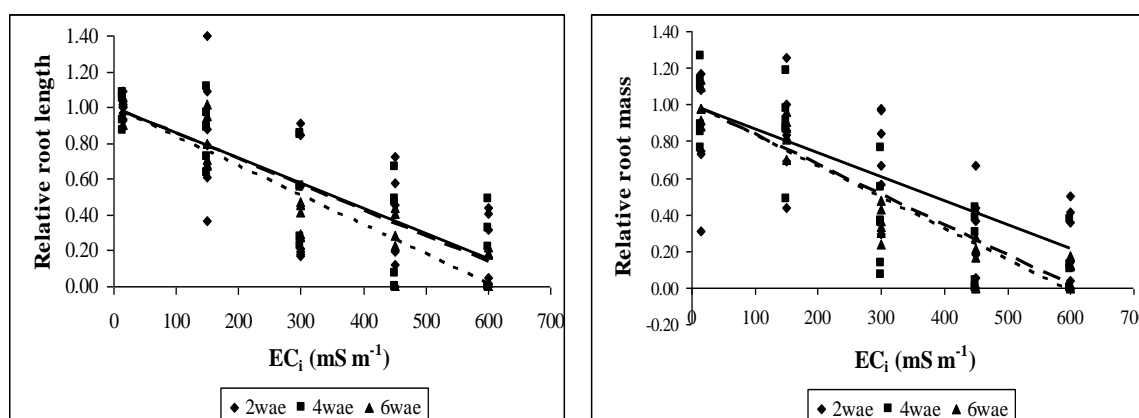 1.40
1.20
1.00
0.80
0.60
0.40
0.20
0.00
Relative root length
0 100 200 300 400 500 600 700
ECi (mS m-1)
◆ 2wae ■ 4wae ▲ 6wae
1.40
1.20
1.00
0.80
0.60
0.40
0.20
0.00
-0.20
Relative root mass
0 100 200 300 400 500 600 70
ECi (mS m-1)
◆ 2wae ■ 4wae ▲ 6wae